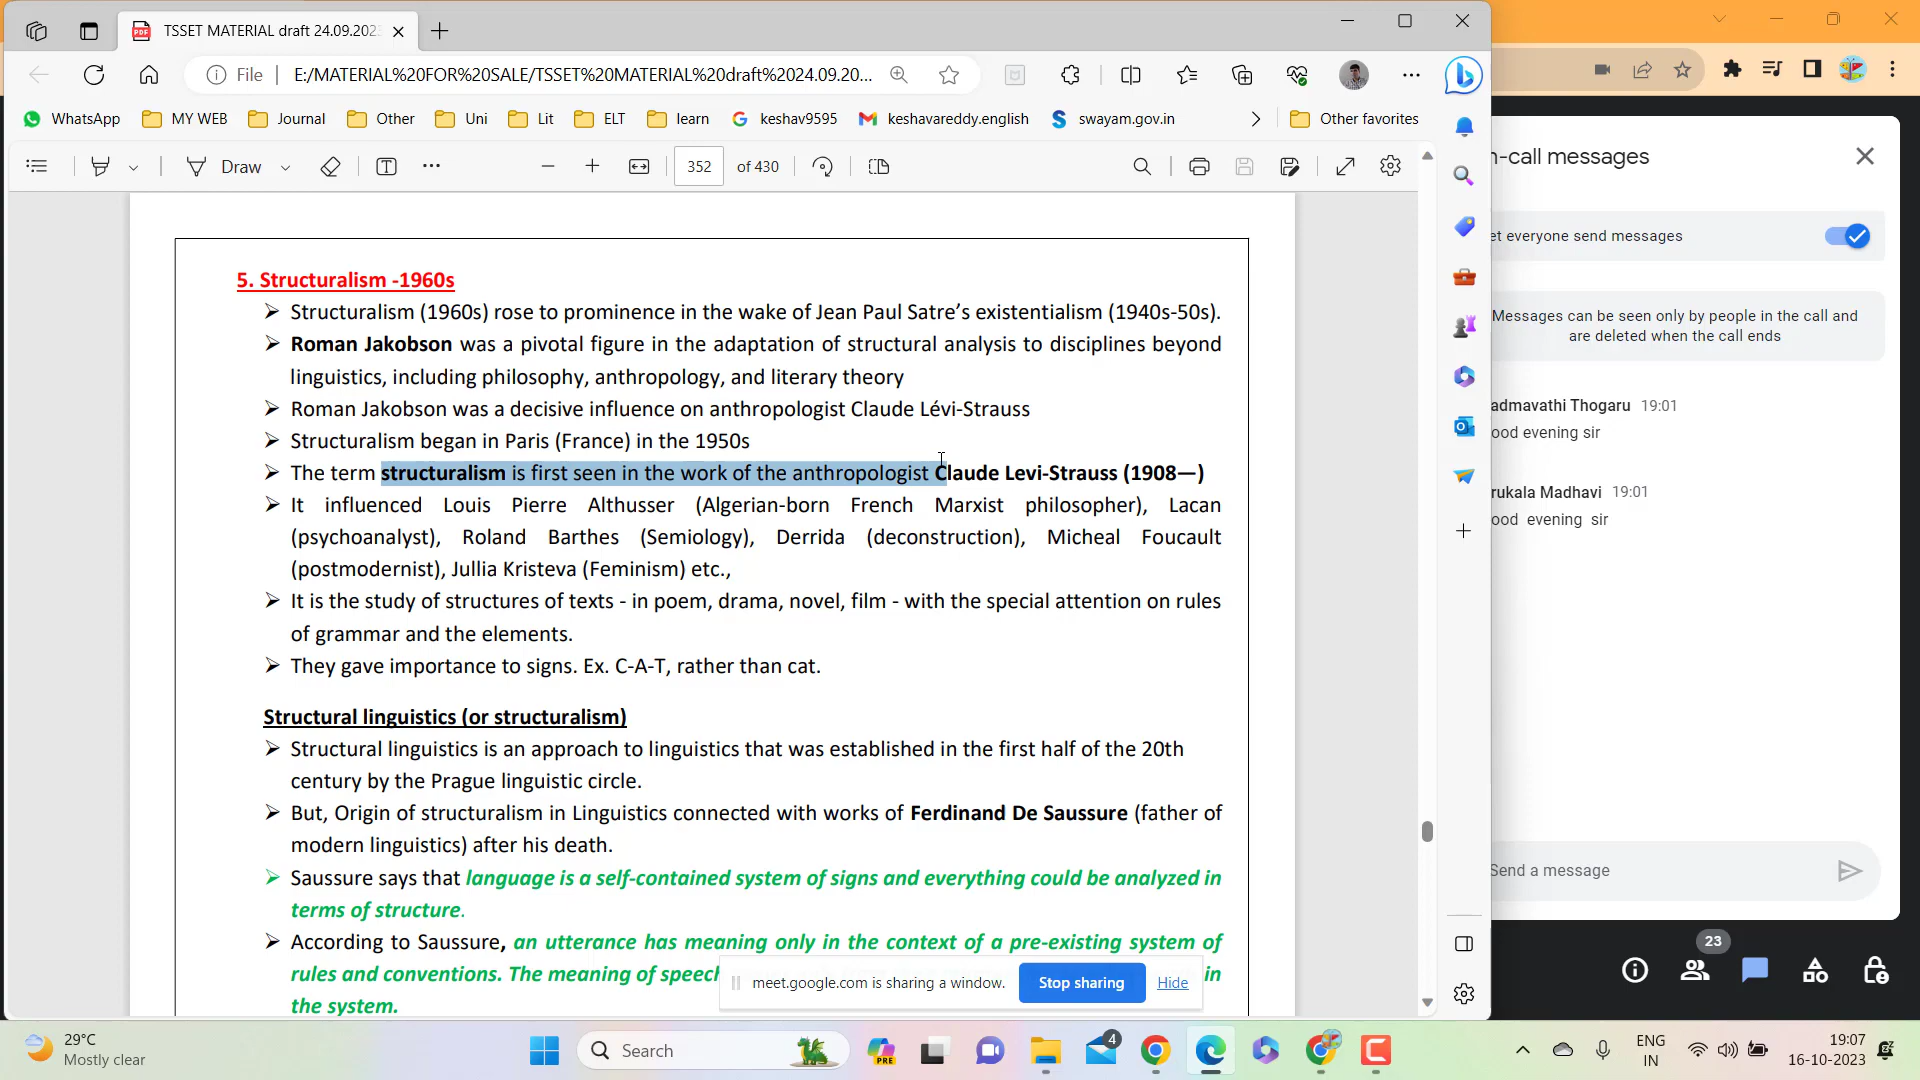 TSSET MATERIAL draft 24.09.202
File E:/MATERIAL%20FOR%20SALE/TSSET%20MATERIAL%20draft%2024.09.20...
WhatsApp MY WEB Journal Other Uni Lit ELT learn keshav9595 keshavareddy.english swayam.gov.in Other favorites
Draw 352 of 430
5. Structuralism -1960s
➢ Structuralism (1960s) rose to prominence in the wake of Jean Paul Satre’s existentialism (1940s-50s).
➢ Roman Jakobson was a pivotal figure in the adaptation of structural analysis to disciplines beyond
linguistics, including philosophy, anthropology, and literary theory
➢ Roman Jakobson was a decisive influence on anthropologist Claude Lévi-Strauss
➢ Structuralism began in Paris (France) in the 1950s
➢ The term structuralism is first seen in the work of the anthropologist Claude Levi-Strauss (1908—)
➢ It influenced Louis Pierre Althusser (Algerian-born French Marxist philosopher), Lacan
(psychoanalyst), Roland Barthes (Semiology), Derrida (deconstruction), Micheal Foucault
(postmodernist), Jullia Kristeva (Feminism) etc.,
➢ It is the study of structures of texts - in poem, drama, novel, film - with the special attention on rules
of grammar and the elements.
➢ They gave importance to signs. Ex. C-A-T, rather than cat.
Structural linguistics (or structuralism)
➢ Structural linguistics is an approach to linguistics that was established in the first half of the 20th
century by the Prague linguistic circle.
➢ But, Origin of structuralism in Linguistics connected with works of Ferdinand De Saussure (father of
modern linguistics) after his death.
➢ Saussure says that language is a self-contained system of signs and everything could be analyzed in
terms of structure.
➢ According to Saussure, an utterance has meaning only in the context of a pre-existing system of
rules and conventions. The meaning of speech in
the system.
meet.google.com is sharing a window. Stop sharing Hide
n-call messages
et everyone send messages
Messages can be seen only by people in the call and
are deleted when the call ends
admavathi Thogaru 19:01
ood evening sir
rukala Madhavi 19:01
ood evening sir
Send a message
23
29°C
Mostly clear
Search
PRE
4
ENG
IN
19:07
16-10-2023